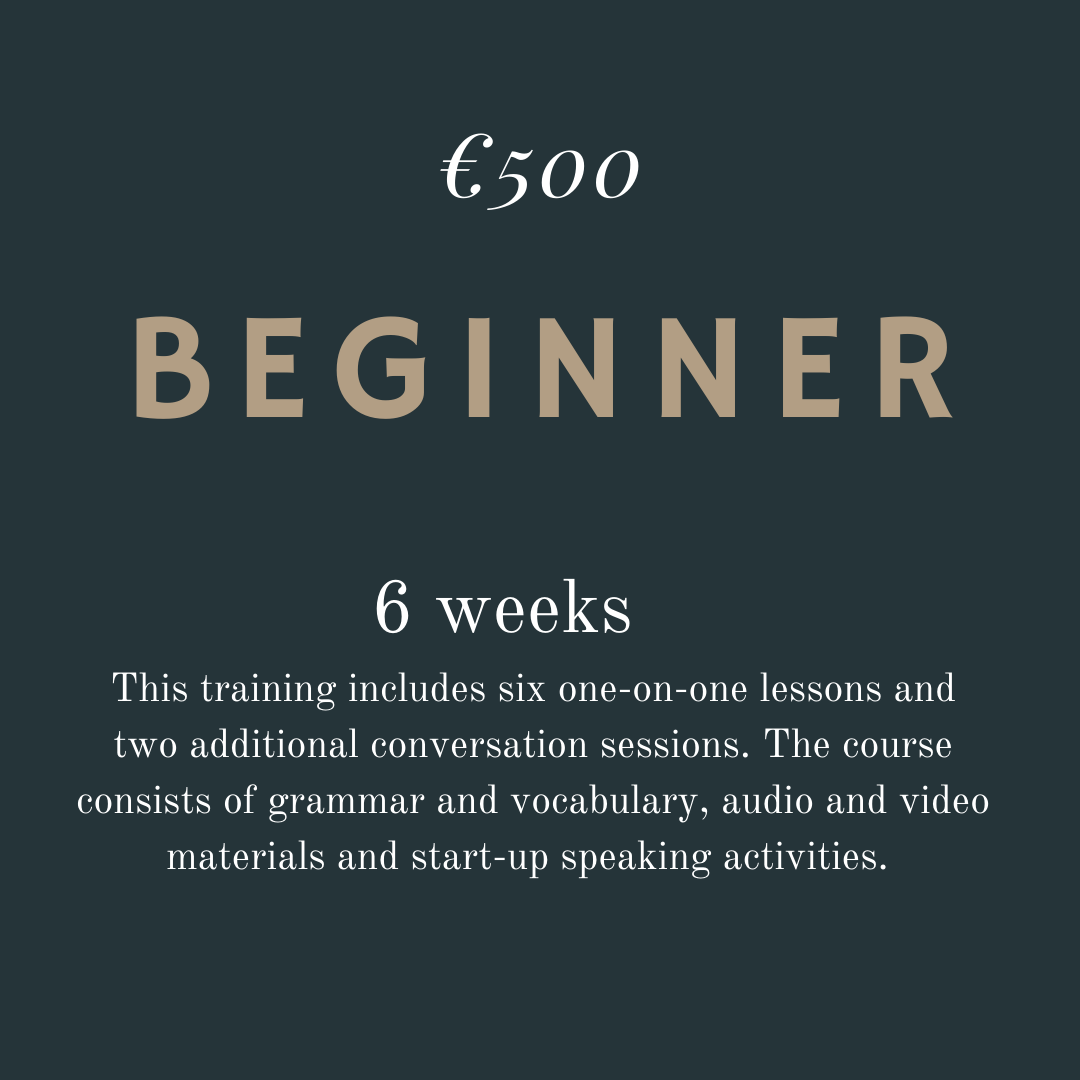 €500
BEGINNER
6 weeks
This training includes six one-on-one lessons and
two additional conversation sessions. The course
consists of grammar and vocabulary, audio and video
materials and start-up speaking activities.